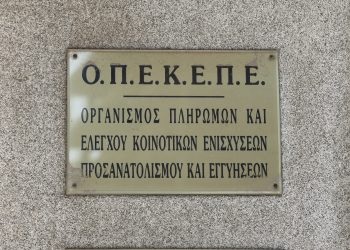 Ο.Π.Ε.Κ.Ε.Π.Ε.
ΟΡΓΑΝΙΣΜΟΣ ΠΛΗΡΩΜΩΝ ΚΑΙ
ΕΛΕΓΧΟΥ ΚΟΙΝΟΤΙΚΩΝ ΕΝΙΣΧΥΣΕΩΝ
ΠΡΟΣΑΝΑΤΟΛΙΣΜΟΥ ΚΑΙ ΕΓΓΥΗΣΕΩΝ